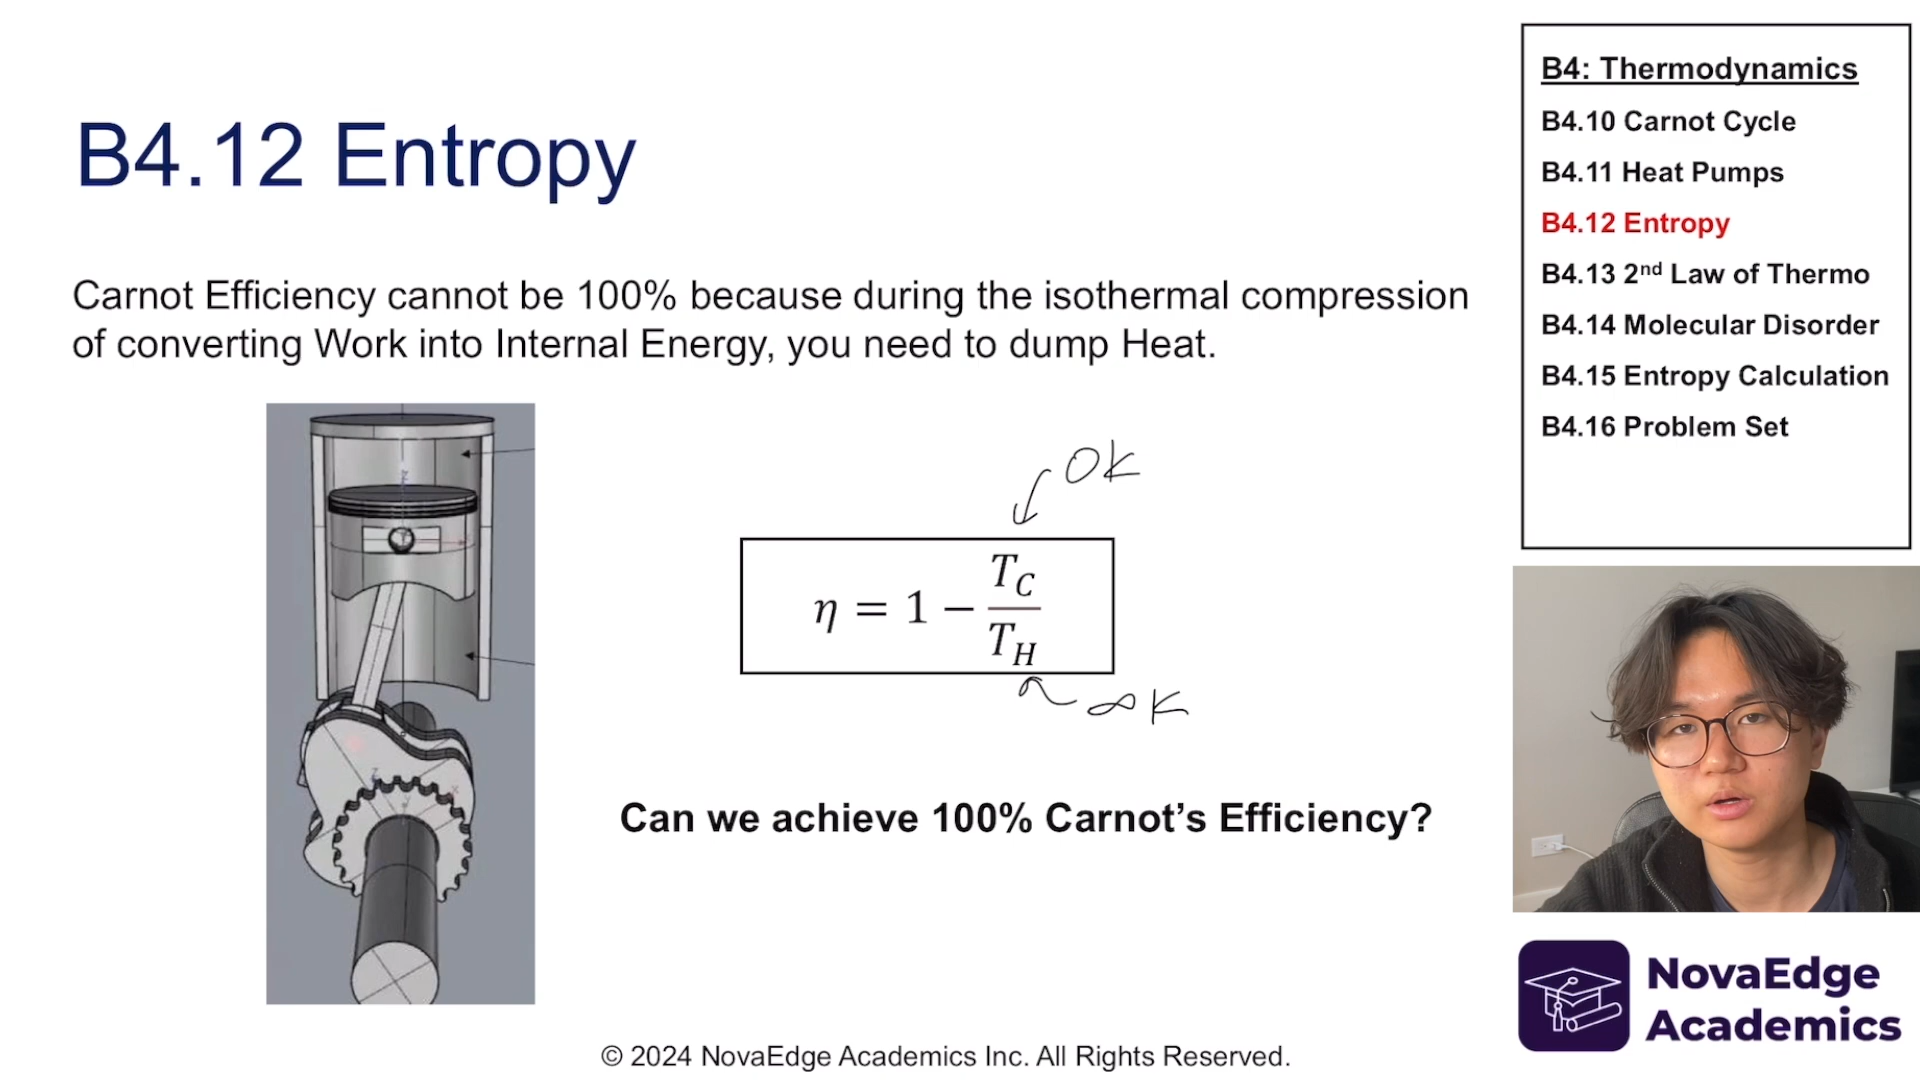 B4.12 Entropy
Carnot Efficiency cannot be 100% because during the isothermal compression
of converting Work into Internal Energy, you need to dump Heat.
0K
η = 1 − T_C/T_H
∞K
Can we achieve 100% Carnot’s Efficiency?
© 2024 NovaEdge Academics Inc. All Rights Reserved.
B4: Thermodynamics
B4.10 Carnot Cycle
B4.11 Heat Pumps
B4.12 Entropy
B4.13 2nd Law of Thermo
B4.14 Molecular Disorder
B4.15 Entropy Calculation
B4.16 Problem Set
NovaEdge
Academics